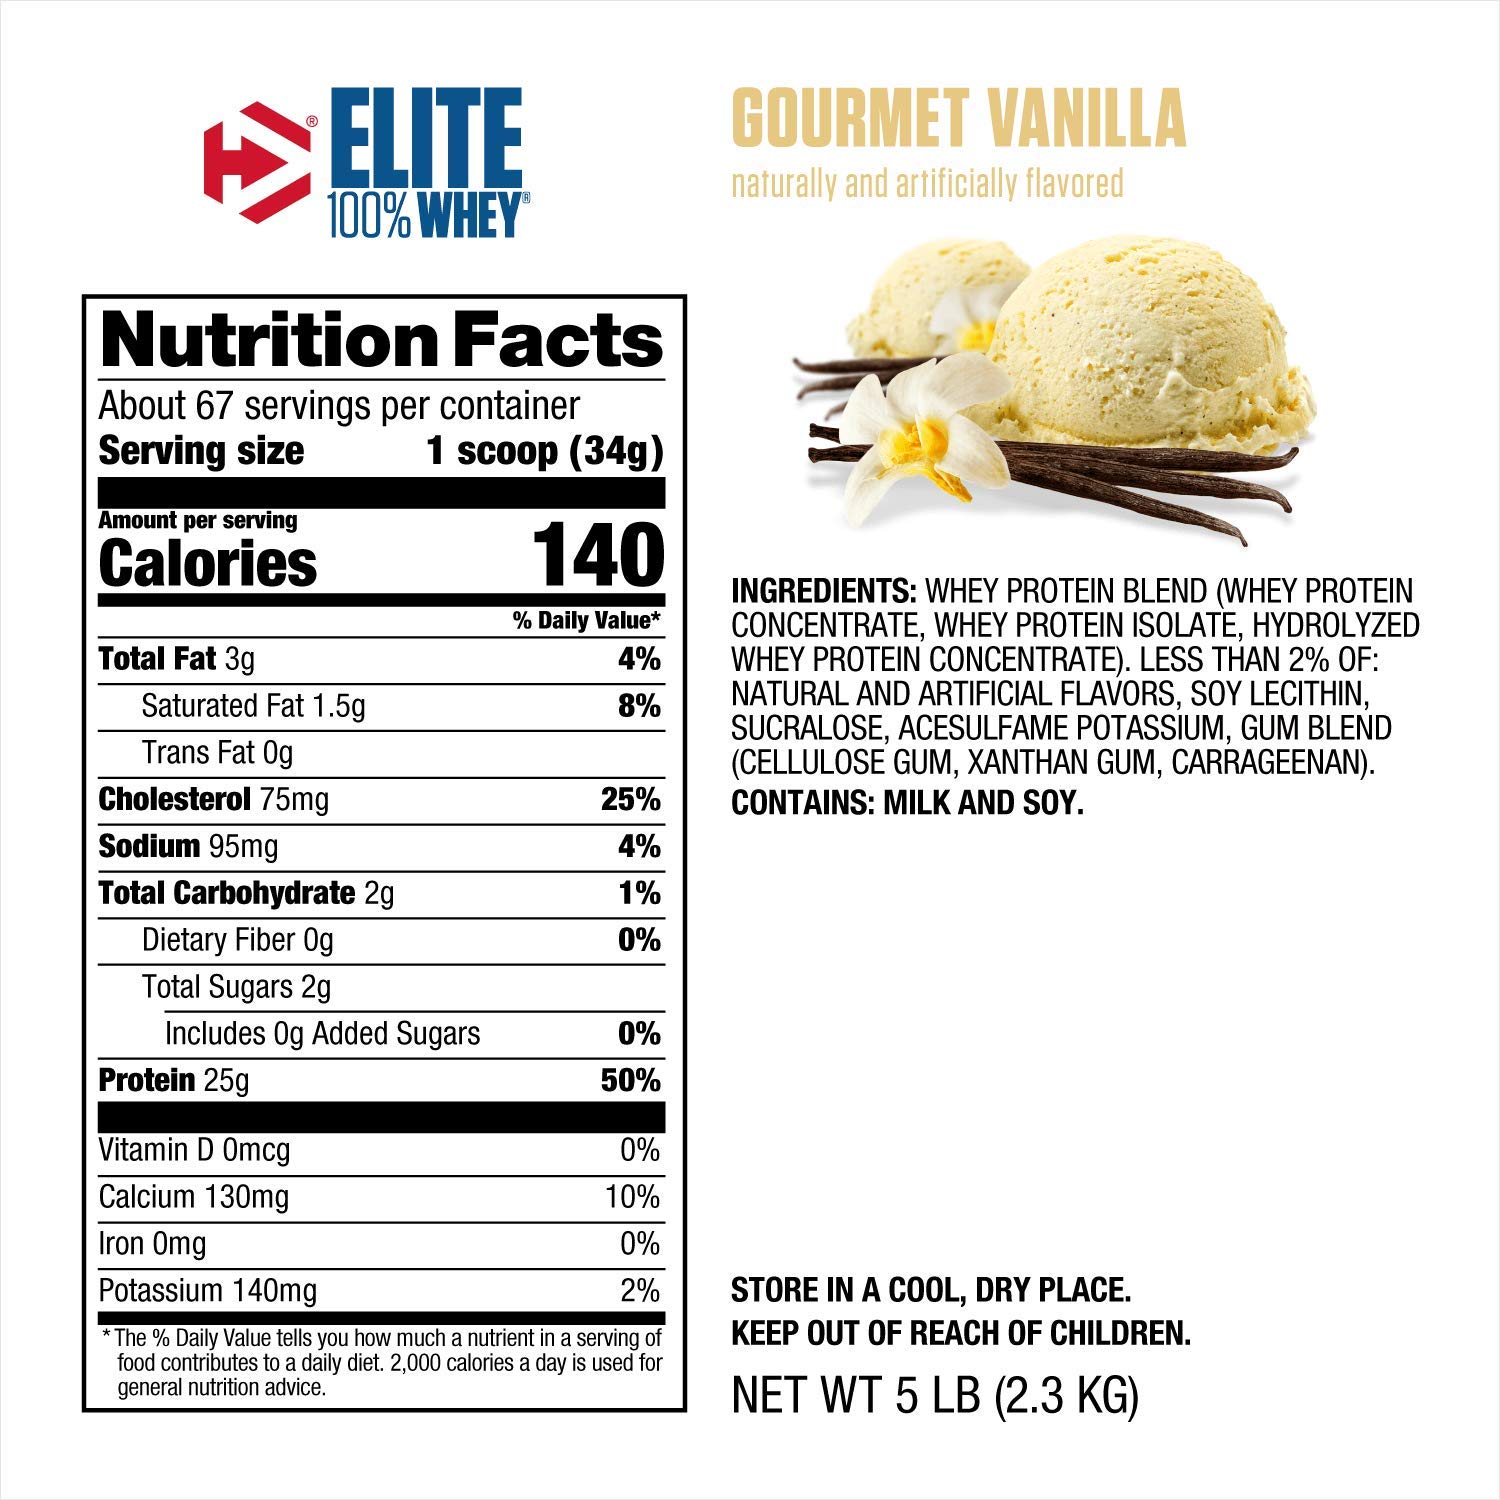 ELITE
100% WHEY®
®
GOURMET VANILLA
naturally and artificially flavored
Nutrition Facts
About 67 servings per container
Serving size 1 scoop (34g)
Amount per serving
Calories 140
% Daily Value*
Total Fat 3g 4%
Saturated Fat 1.5g 8%
Trans Fat 0g
Cholesterol 75mg 25%
Sodium 95mg 4%
Total Carbohydrate 2g 1%
Dietary Fiber 0g 0%
Total Sugars 2g
Includes 0g Added Sugars 0%
Protein 25g 50%
Vitamin D 0mcg 0%
Calcium 130mg 10%
Iron 0mg 0%
Potassium 140mg 2%
* The % Daily Value tells you how much a nutrient in a serving of
food contributes to a daily diet. 2,000 calories a day is used for
general nutrition advice.
INGREDIENTS: WHEY PROTEIN BLEND (WHEY PROTEIN
CONCENTRATE, WHEY PROTEIN ISOLATE, HYDROLYZED
WHEY PROTEIN CONCENTRATE). LESS THAN 2% OF:
NATURAL AND ARTIFICIAL FLAVORS, SOY LECITHIN,
SUCRALOSE, ACESULFAME POTASSIUM, GUM BLEND
(CELLULOSE GUM, XANTHAN GUM, CARRAGEENAN).
CONTAINS: MILK AND SOY.
STORE IN A COOL, DRY PLACE.
KEEP OUT OF REACH OF CHILDREN.
NET WT 5 LB (2.3 KG)